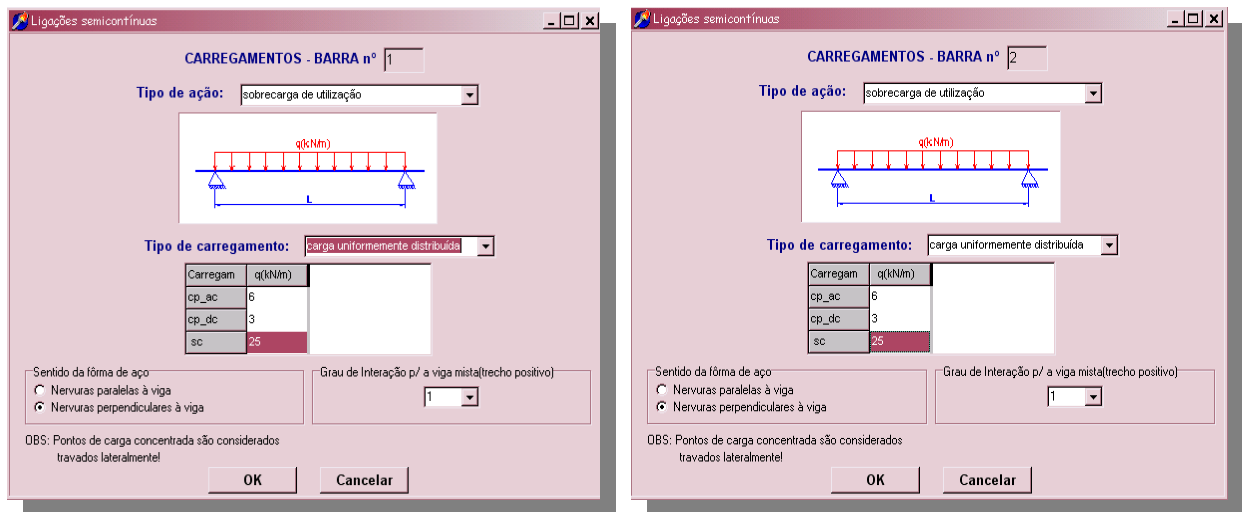 Ligações semicontínuas
CARREGAMENTOS - BARRA nº 1
Tipo de ação: sobrecarga de utilização
q(kN/m)
L
Tipo de carregamento: carga uniformemente distribuída
Carregam q(kN/m)
cp_ac 6
cp_dc 3
sc 25
Sentido da fôrma de aço
Nervuras paralelas à viga
Nervuras perpendiculares à viga
Grau de Interação p/ a viga mista(trecho positivo)
1
OBS: Pontos de carga concentrada são considerados
travados lateralmente!
OK Cancelar
Ligações semicontínuas
CARREGAMENTOS - BARRA nº 2
Tipo de ação: sobrecarga de utilização
q(kN/m)
L
Tipo de carregamento: carga uniformemente distribuída
Carregam q(kN/m)
cp_ac 6
cp_dc 3
sc 25
Sentido da fôrma de aço
Nervuras paralelas à viga
Nervuras perpendiculares à viga
Grau de Interação p/ a viga mista(trecho positivo)
1
OBS: Pontos de carga concentrada são considerados
travados lateralmente!
OK Cancelar